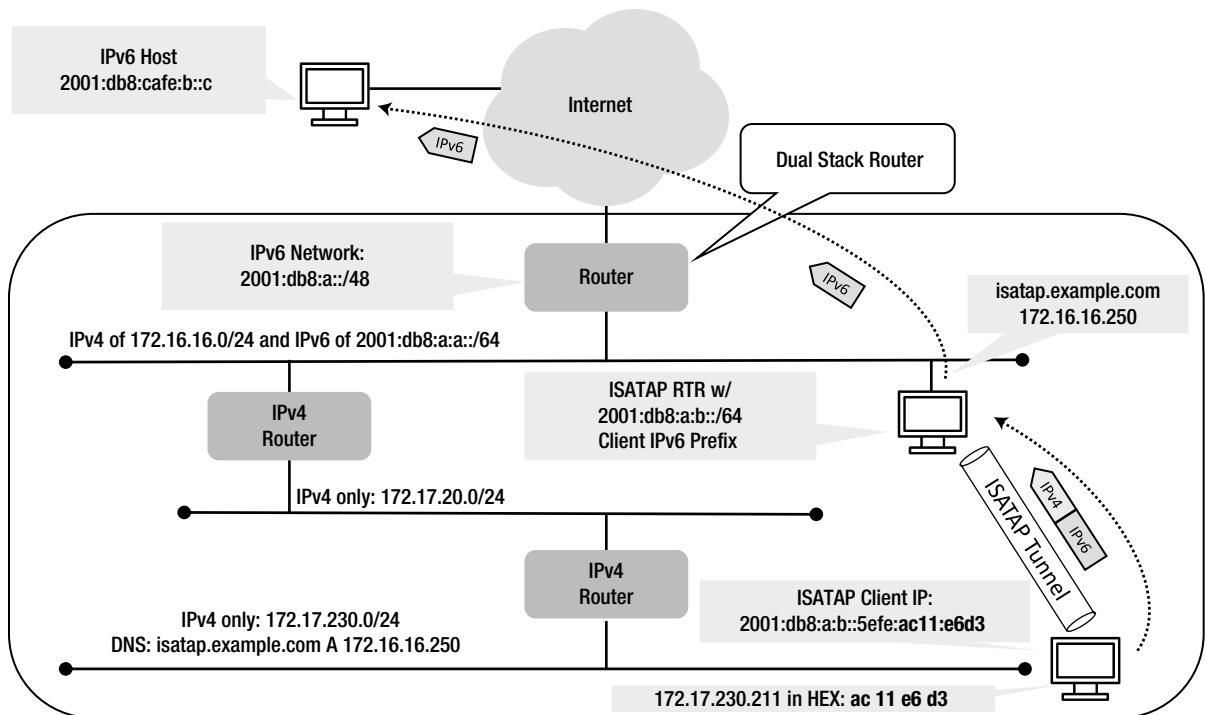 IPv6 Host
2001:db8:cafe:b::c
Internet
IPv6
Dual Stack Router
IPv6 Network:
2001:db8:a::/48
Router
IPv6
isatap.example.com
172.16.16.250
IPv4 of 172.16.16.0/24 and IPv6 of 2001:db8:a:a::/64
IPv4
Router
ISATAP RTR w/
2001:db8:a:b::/64
Client IPv6 Prefix
IPv4 only: 172.17.20.0/24
ISATAP Tunnel
IPv4
IPv6
IPv4
Router
IPv4 only: 172.17.230.0/24
DNS: isatap.example.com A 172.16.16.250
ISATAP Client IP:
2001:db8:a:b::5efe:ac11:e6d3
172.17.230.211 in HEX: ac 11 e6 d3